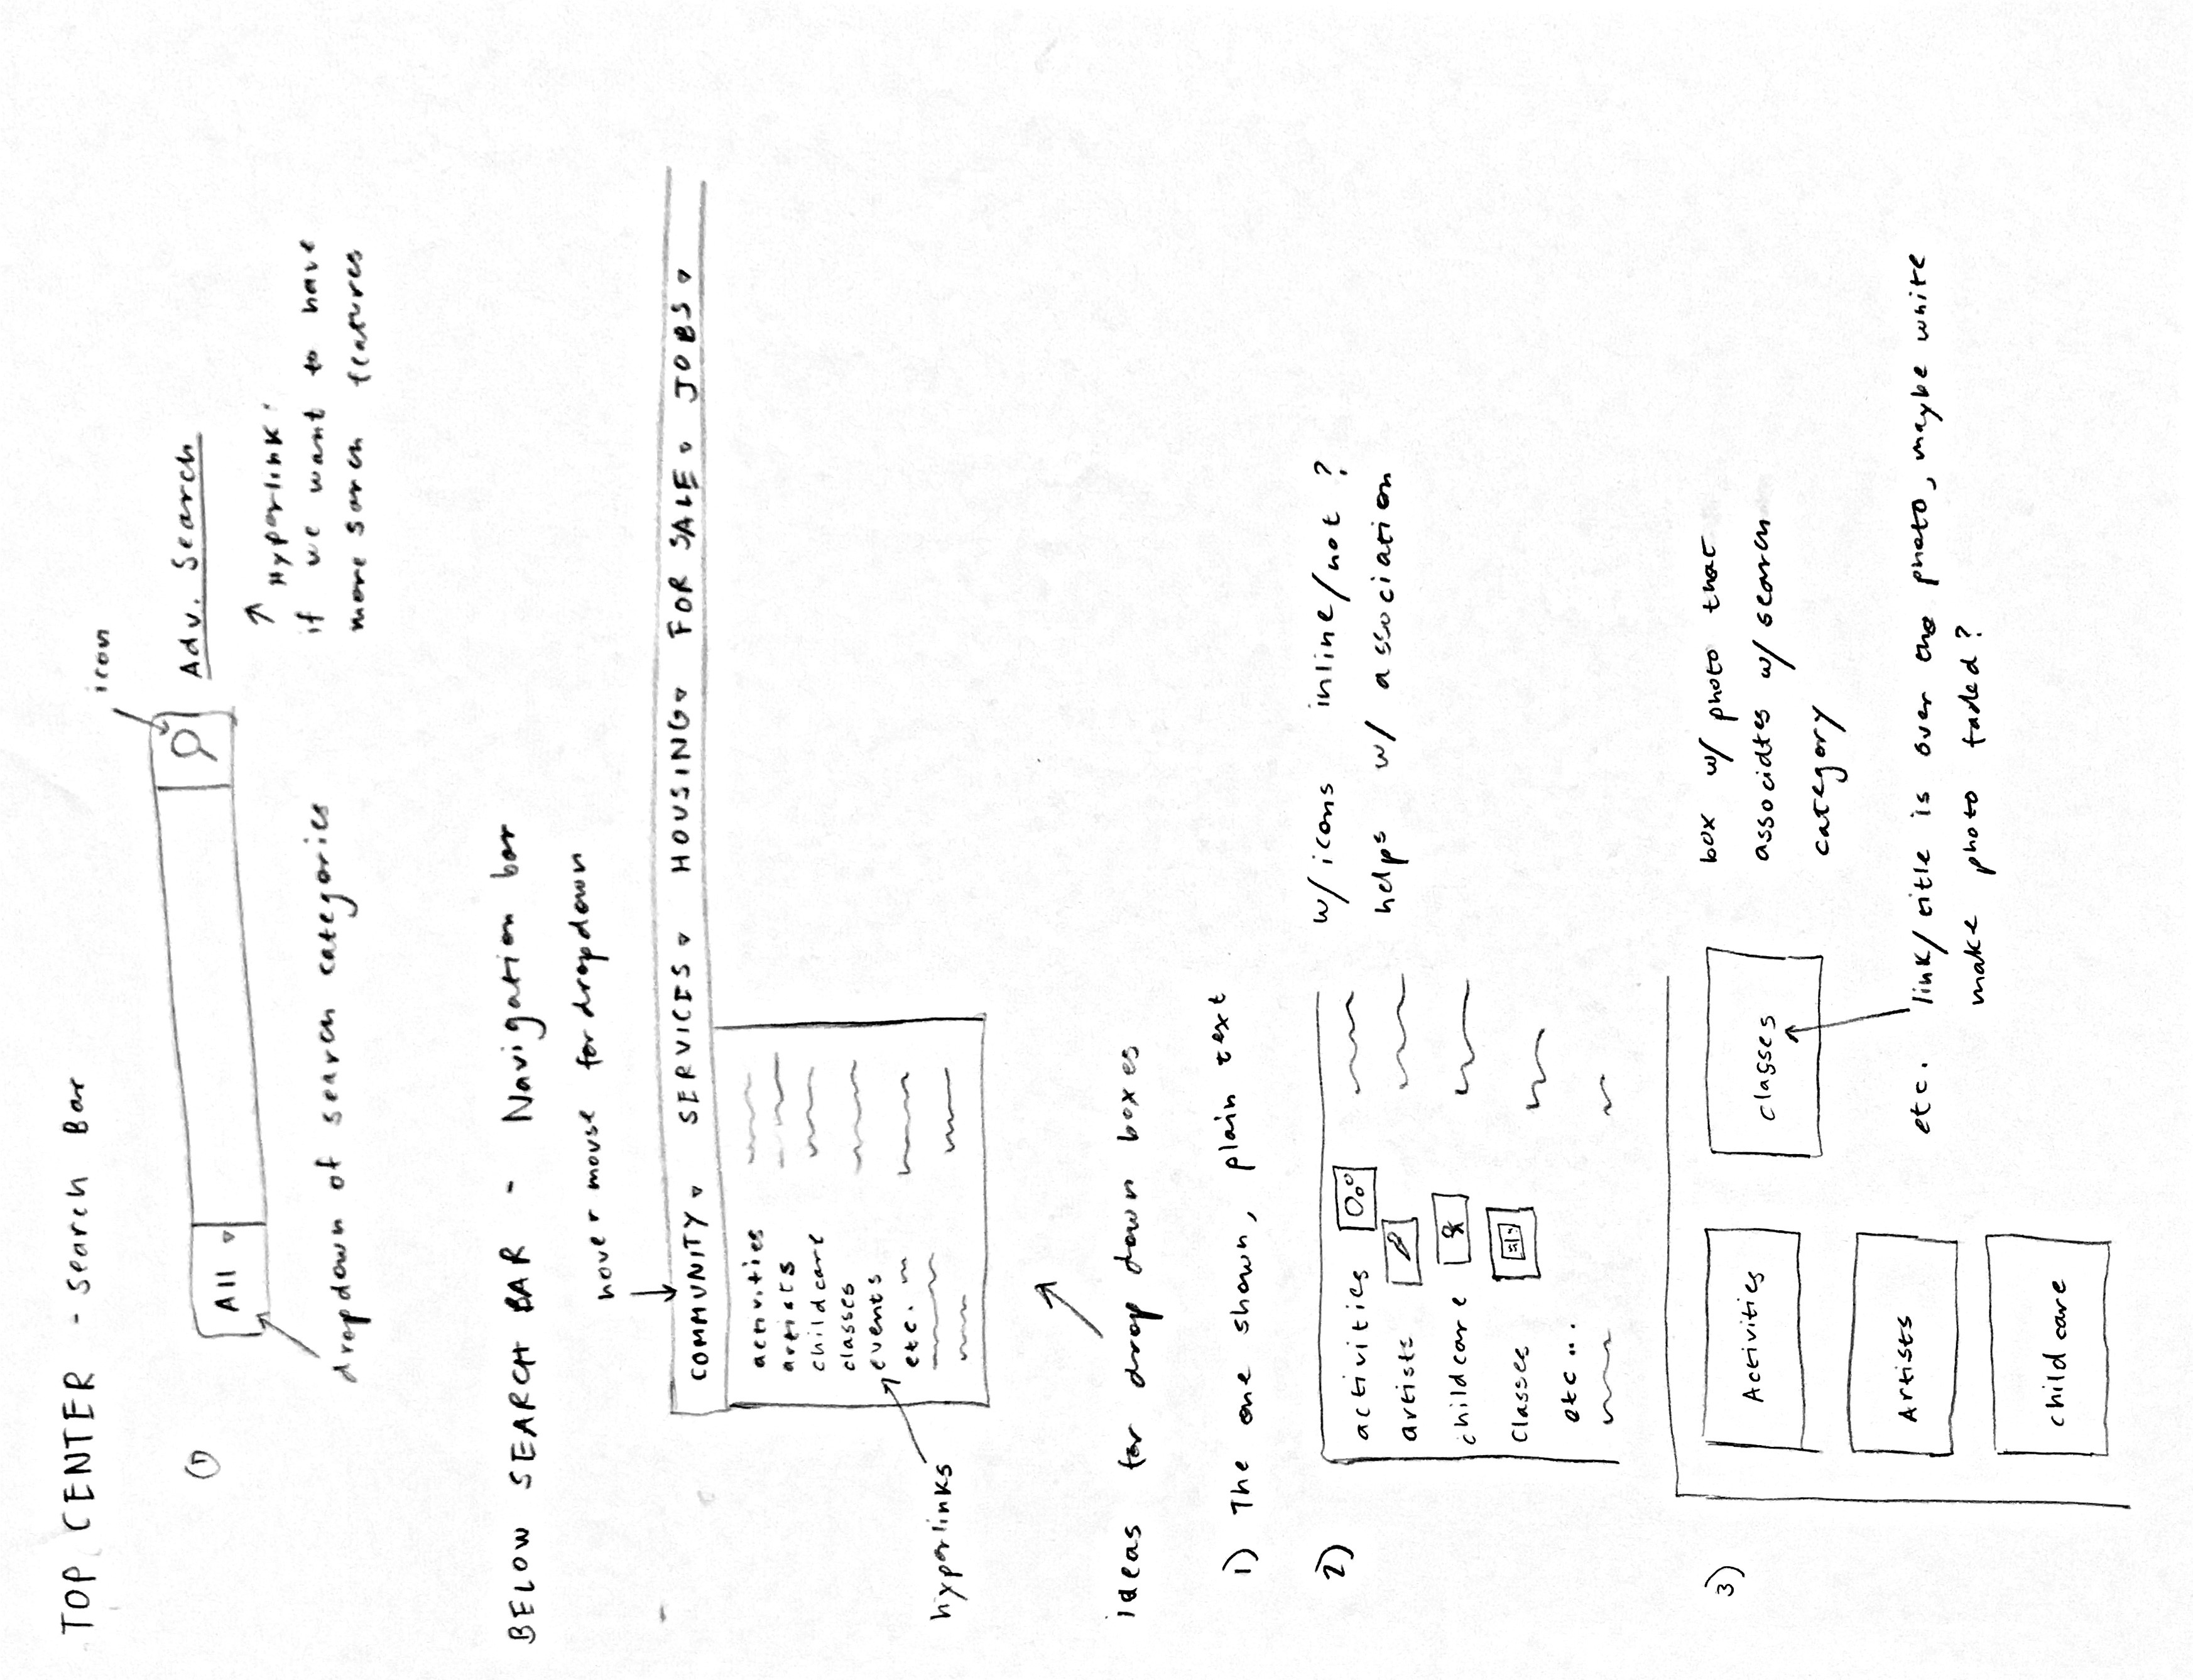 TOP CENTER - search Bar
icon
①
All
Adv. Search
dropdown of search categories
Hyperlink:
if we want to have
more sarch features
BELOW SEARCH BAR - Navigation bar
hover mouse for dropdown
COMMUNITY SERVICES HOUSING FOR SALE JOBS
activities
artists
childcare
classes
events
etc.
hyperlinks
ideas for drop down boxes
1) The one shown, plain text
2)
activities
artists
childcare
Classes
etc...
w/icons inline/not ?
helps w/ association
3)
Activities
classes
Artists
child care
box w/ photo that
associates w/ search
category
etc.
link/title is over the photo, maybe white
make photo faded?